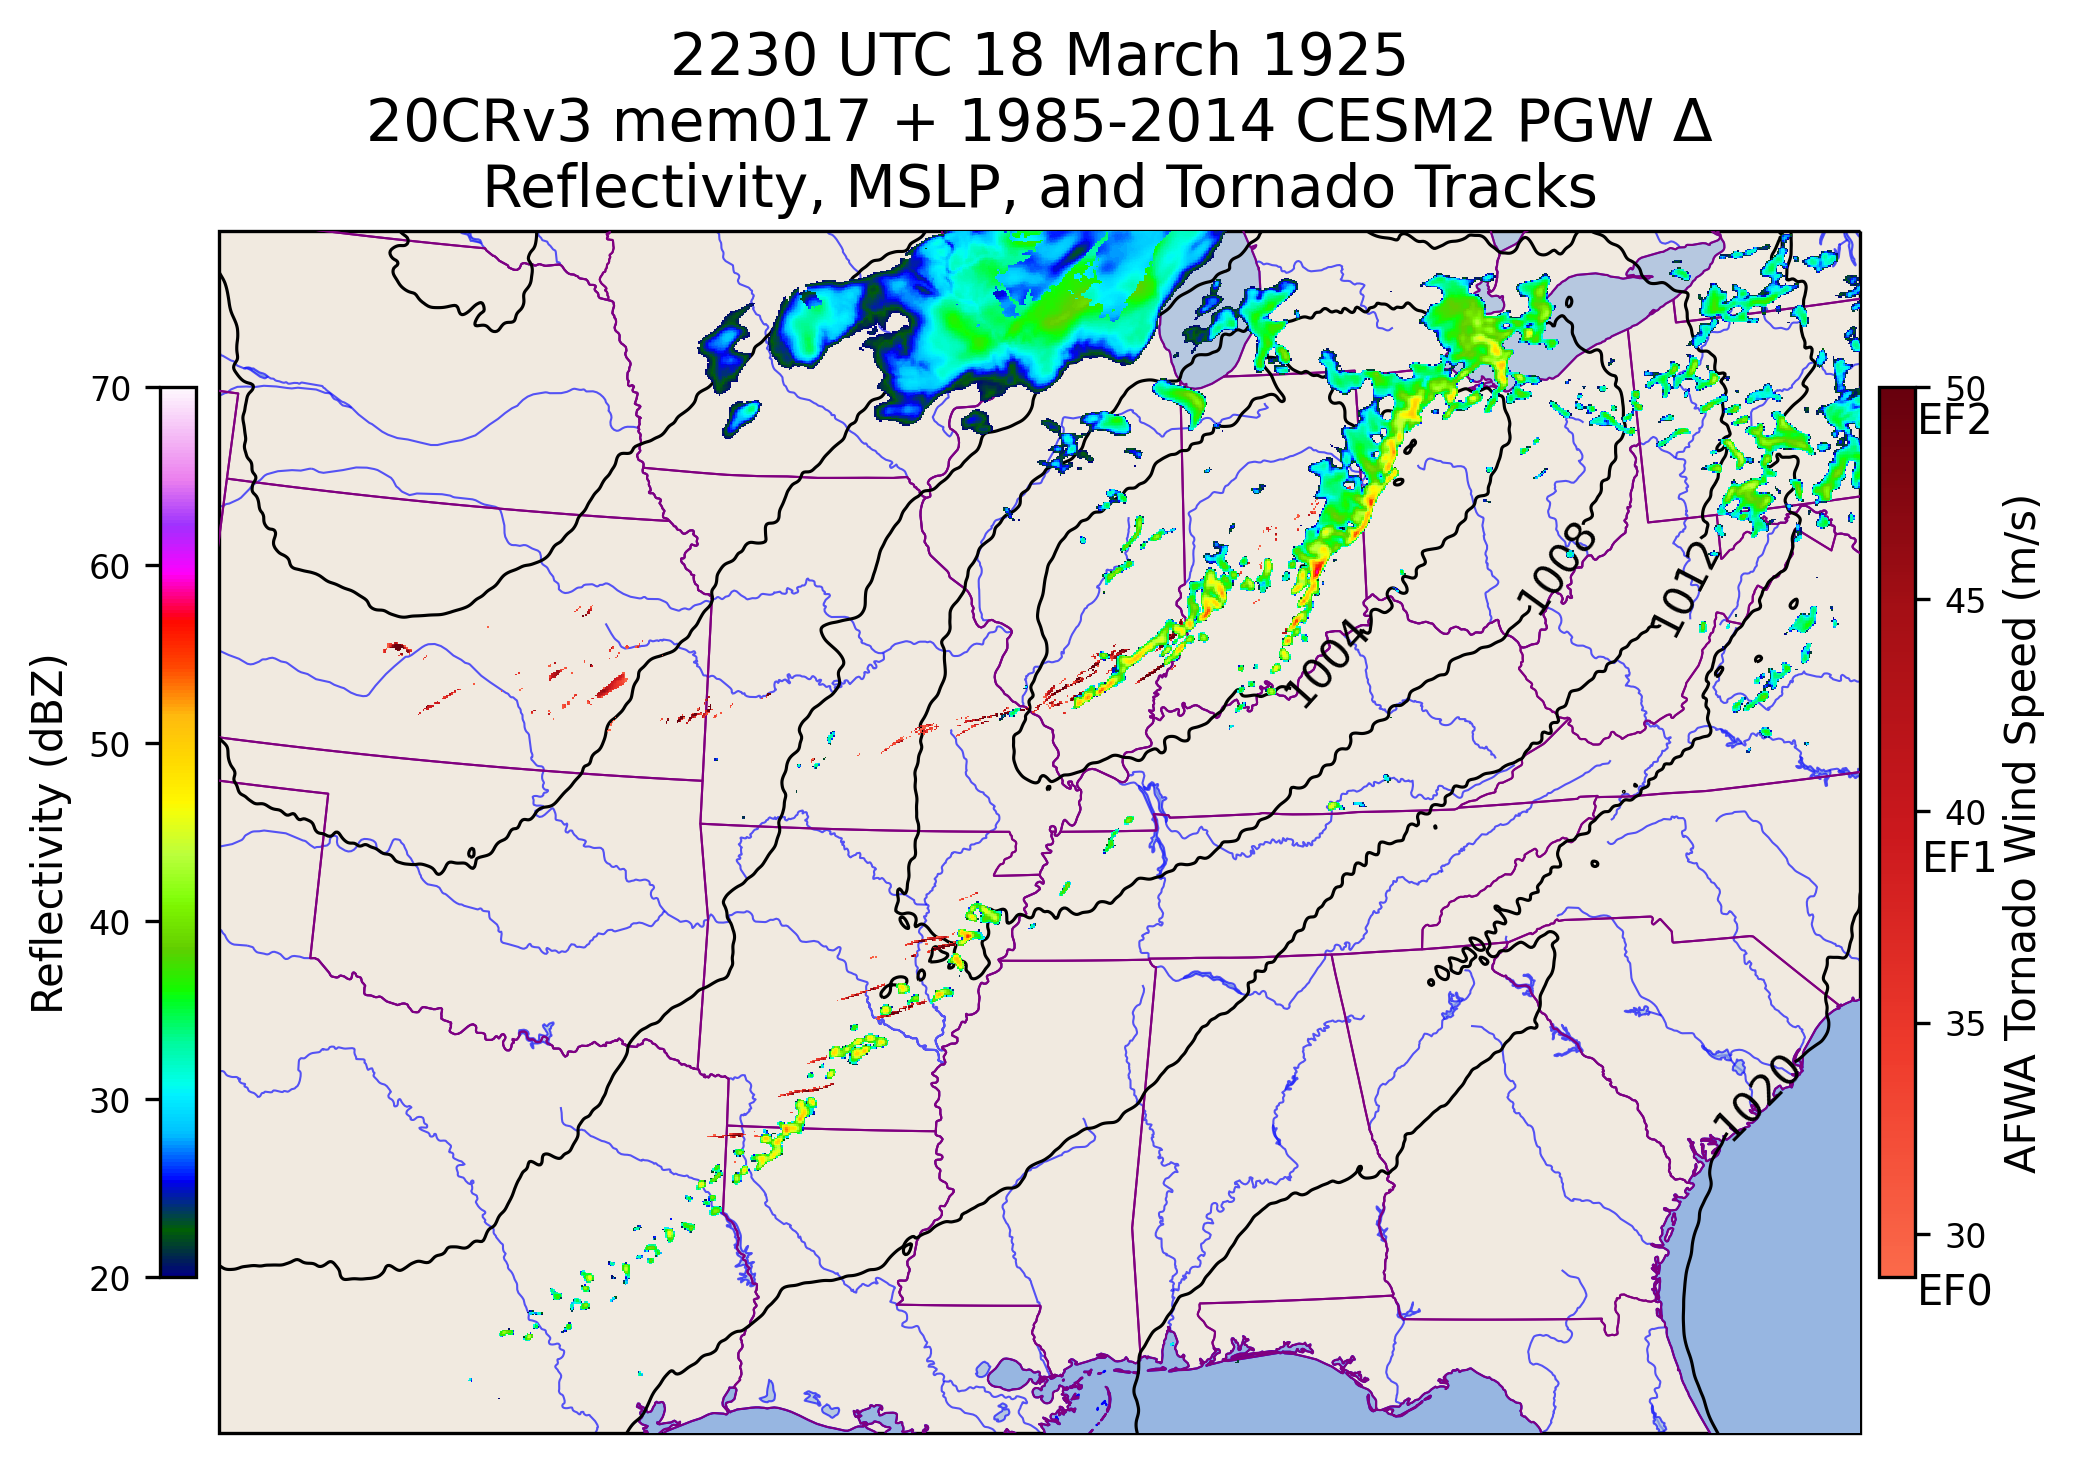 2230 UTC 18 March 1925
20CRv3 mem017 + 1985-2014 CESM2 PGW Δ
Reflectivity, MSLP, and Tornado Tracks
70
60
50
40
30
20
Reflectivity (dBZ)
1008
1012
1004
1020
50
EF2
45
40
EF1
35
30
EF0
AFWA Tornado Wind Speed (m/s)